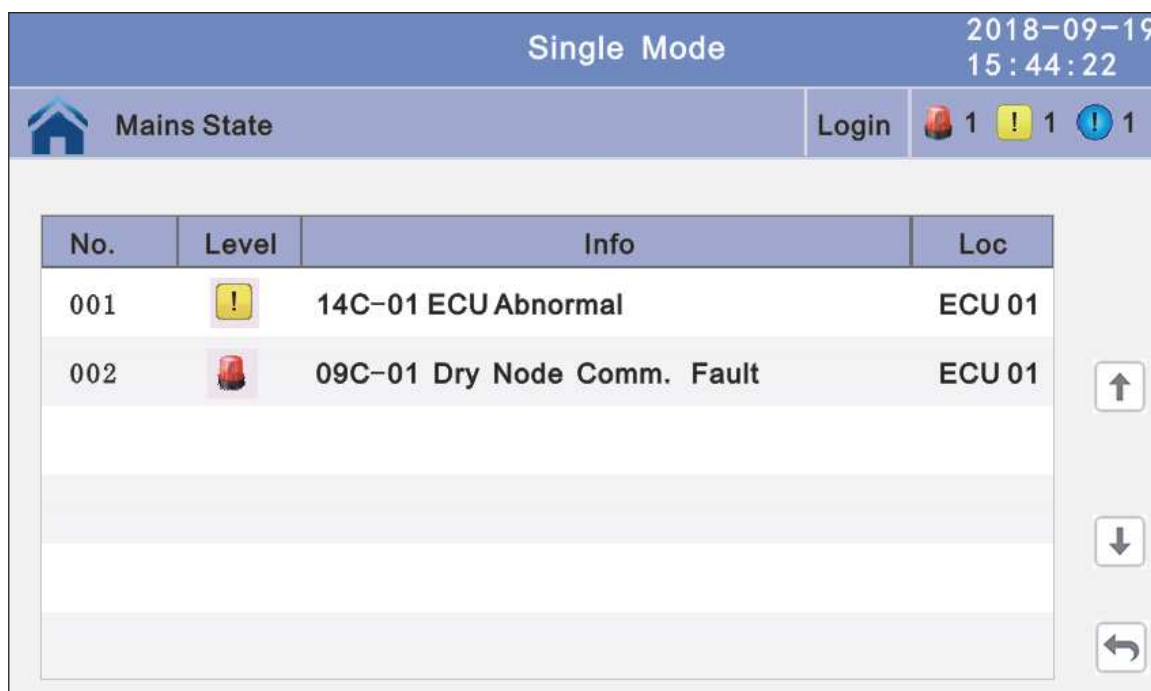 Single Mode
2018-09-19
15:44:22
Mains State Login 1 ! 1 ! 1
No. Level Info Loc
001 ! 14C-01 ECU Abnormal ECU 01
002 09C-01 Dry Node Comm. Fault ECU 01